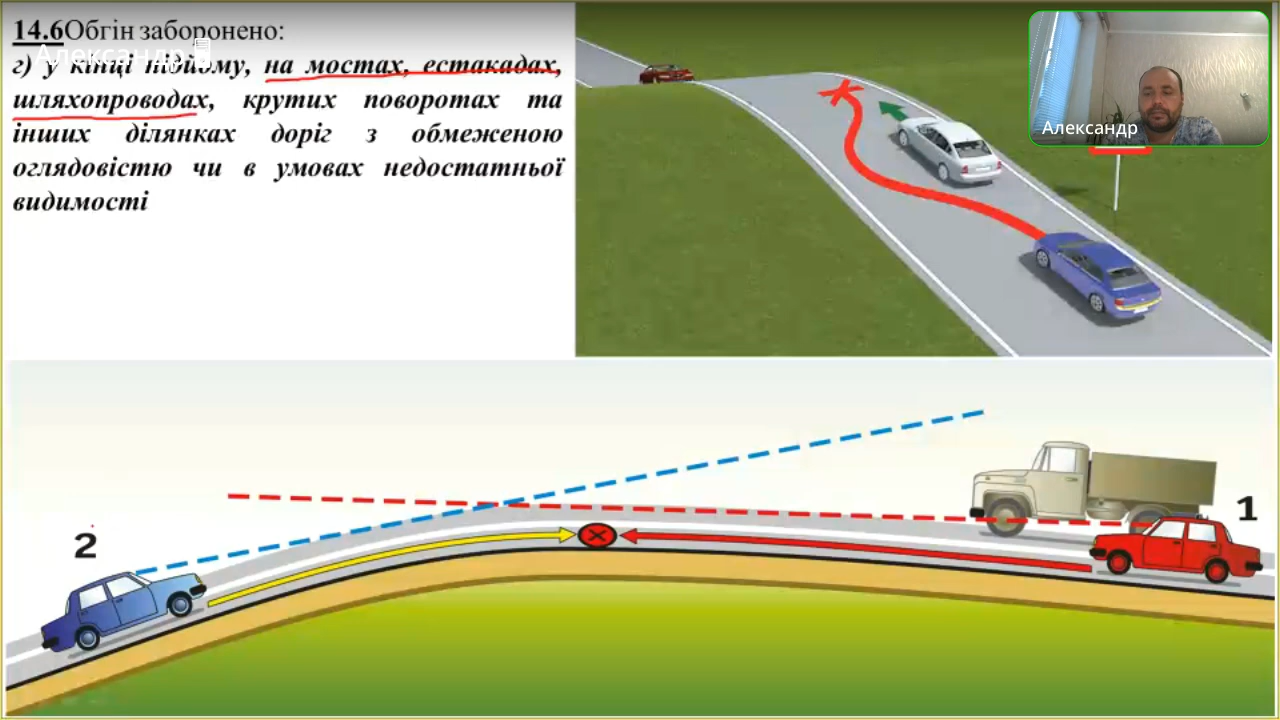 14.6Обгін заборонено:
Александр
г) у кінці підйому, на мостах, естакадах,
шляхопроводах, крутих поворотах та
інших ділянках доріг з обмеженою
оглядовістю чи в умовах недостатньої
видимості
Александр
1
2